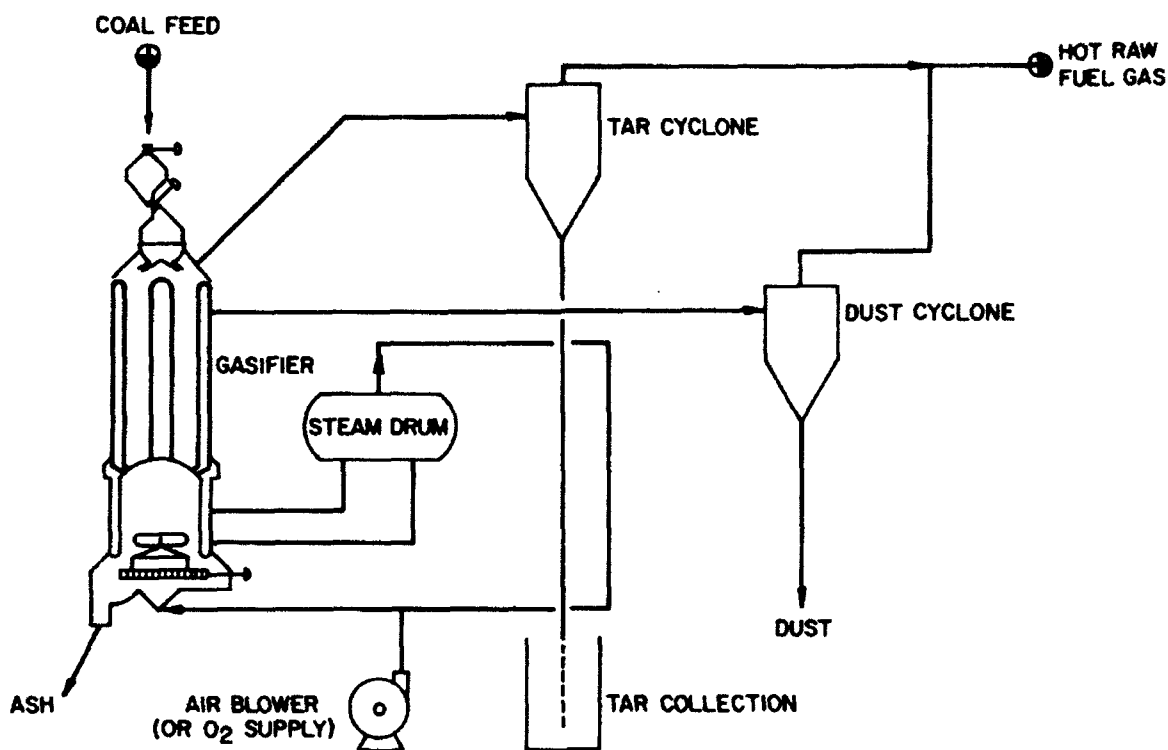 COAL FEED
HOT RAW
FUEL GAS
TAR CYCLONE
DUST CYCLONE
GASIFIER
STEAM DRUM
DUST
ASH
AIR BLOWER
(OR O2 SUPPLY)
TAR COLLECTION